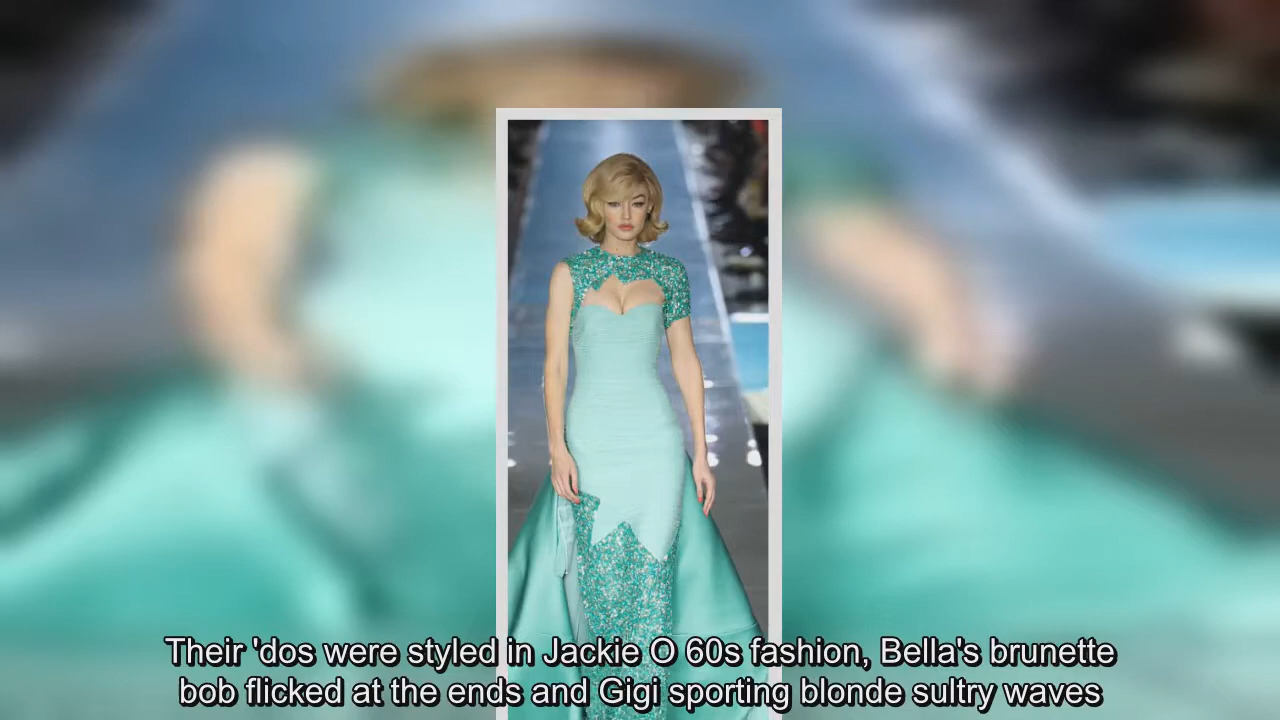 Their 'dos were styled in Jackie O 60s fashion, Bella's brunette
bob flicked at the ends and Gigi sporting blonde sultry waves